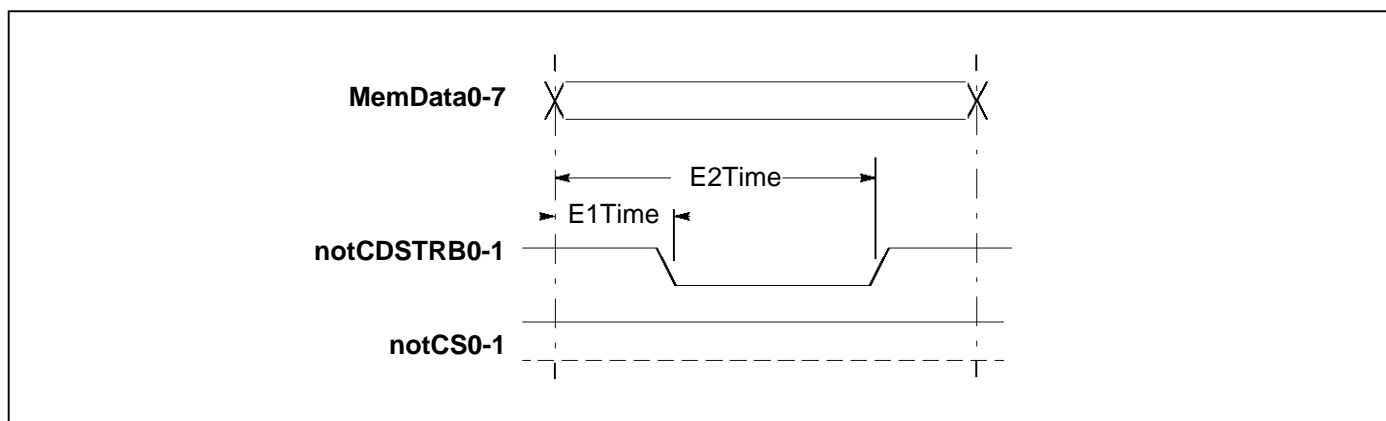 MemData0-7
E2Time
E1Time
notCDSTRB0-1
notCS0-1